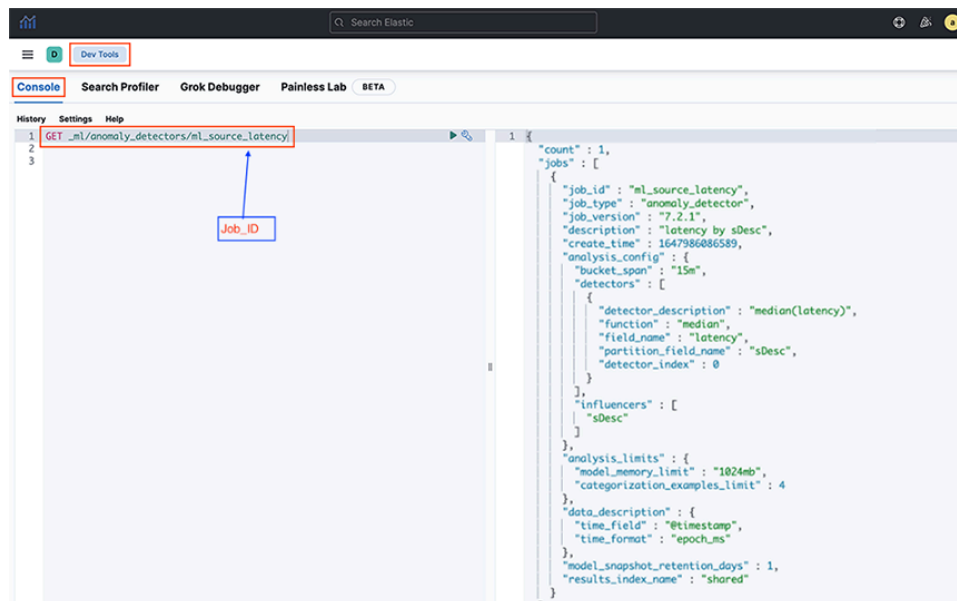 Search Elastic
a
D
Dev Tools
Console Search Profiler Grok Debugger Painless Lab BETA
History Settings Help
1 GET _ml/anomaly_detectors/ml_source_latency
2
3
Job_ID
1 {
"count" : 1,
"jobs" : [
{
"job_id" : "ml_source_latency",
"job_type" : "anomaly_detector",
"job_version" : "7.2.1",
"description" : "latency by sDesc",
"create_time" : 1647986086589,
"analysis_config" : {
"bucket_span" : "15m",
"detectors" : [
{
"detector_description" : "median(latency)",
"function" : "median",
"field_name" : "latency",
"partition_field_name" : "sDesc",
"detector_index" : 0
}
],
"influencers" : [
"sDesc"
]
},
"analysis_limits" : {
"model_memory_limit" : "1024mb",
"categorization_examples_limit" : 4
},
"data_description" : {
"time_field" : "@timestamp",
"time_format" : "epoch_ms"
},
"model_snapshot_retention_days" : 1,
"results_index_name" : "shared"
}